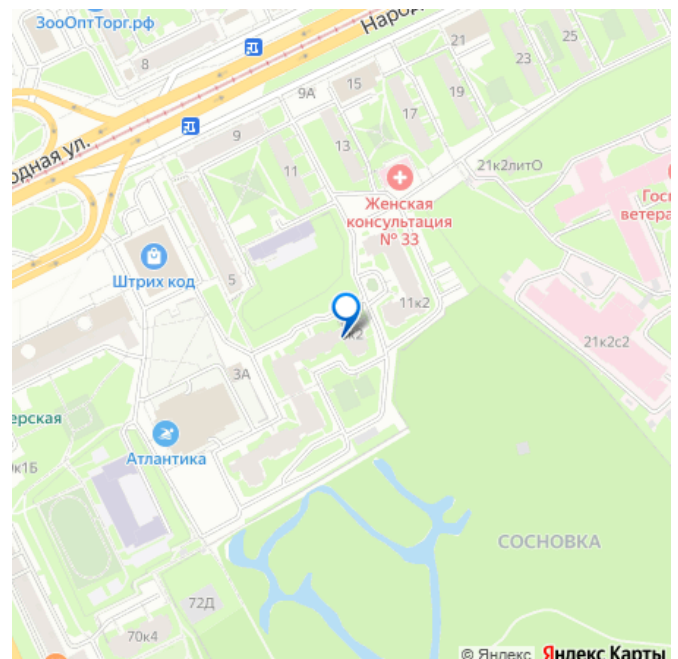 ЗооОптТорг.рф
Народ
8
21
25
23
9А
15
19
17
9
13
одная ул.
11
21к2литО
Женская
консультация
№ 33
Госп
ветера
Штрих код
5
11к2
к2
21к2с2
3А
ерская
Атлантика
0к1Б
СОСНОВКА
72Д
70к4
© Яндекс Яндекс Карты